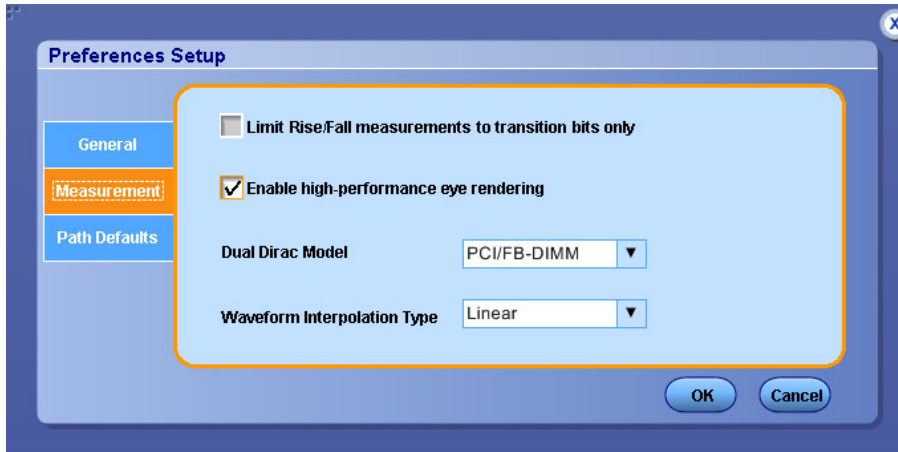 X
Preferences Setup
General
Measurement
Path Defaults
Limit Rise/Fall measurements to transition bits only
Enable high-performance eye rendering
Dual Dirac Model
PCI/FB-DIMM
Waveform Interpolation Type
Linear
OK
Cancel